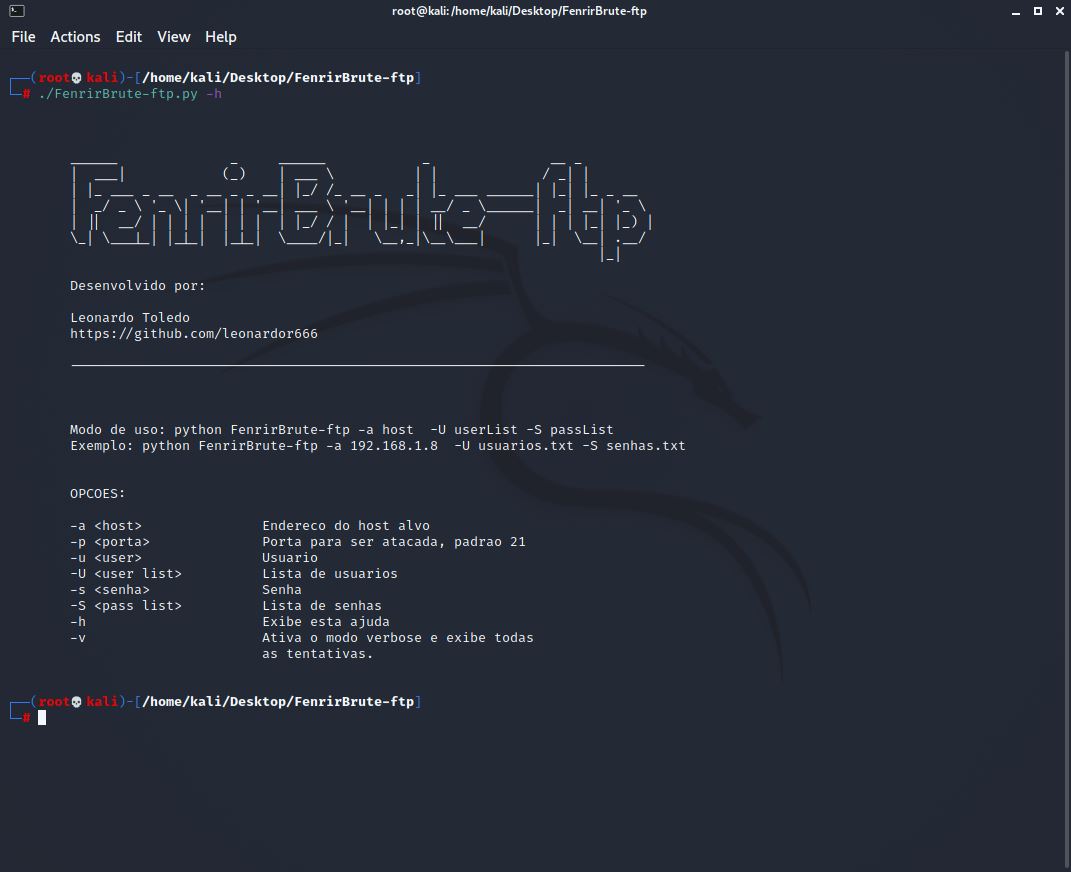 root@kali:/home/kali/Desktop/FenrirBrute-ftp
File Actions Edit View Help
┌──(root💀kali)-[/home/kali/Desktop/FenrirBrute-ftp]
└─# ./FenrirBrute-ftp.py -h
FenrirBrute-ftp
Desenvolvido por:
Leonardo Toledo
https://github.com/leonardor666
Modo de uso: python FenrirBrute-ftp -a host  -U userList -S passList
Exemplo: python FenrirBrute-ftp -a 192.168.1.8  -U usuarios.txt -S senhas.txt
OPCOES:
-a <host>               Endereco do host alvo
-p <porta>              Porta para ser atacada, padrao 21
-u <user>               Usuario
-U <user list>          Lista de usuarios
-s <senha>              Senha
-S <pass list>          Lista de senhas
-h                      Exibe esta ajuda
-v                      Ativa o modo verbose e exibe todas
                        as tentativas.
┌──(root💀kali)-[/home/kali/Desktop/FenrirBrute-ftp]
└─#